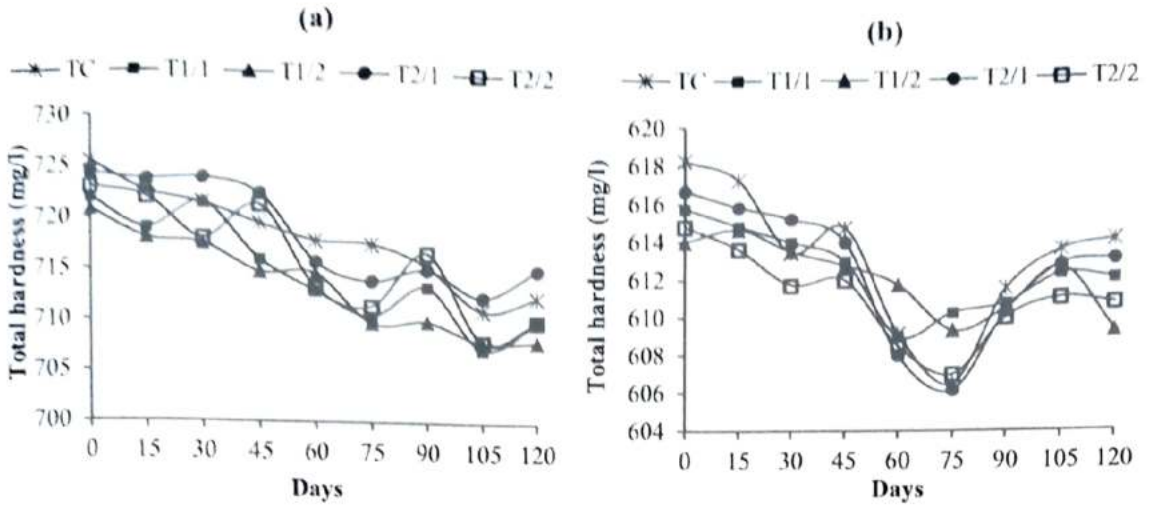 (a)
TC T1/1 T1/2 T2/1 T2/2
Total hardness (mg/l)
730
725
720
715
710
705
700
0 15 30 45 60 75 90 105 120
Days
(b)
TC T1/1 T1/2 T2/1 T2/2
Total hardness (mg/l)
620
618
616
614
612
610
608
606
604
0 15 30 45 60 75 90 105 120
Days